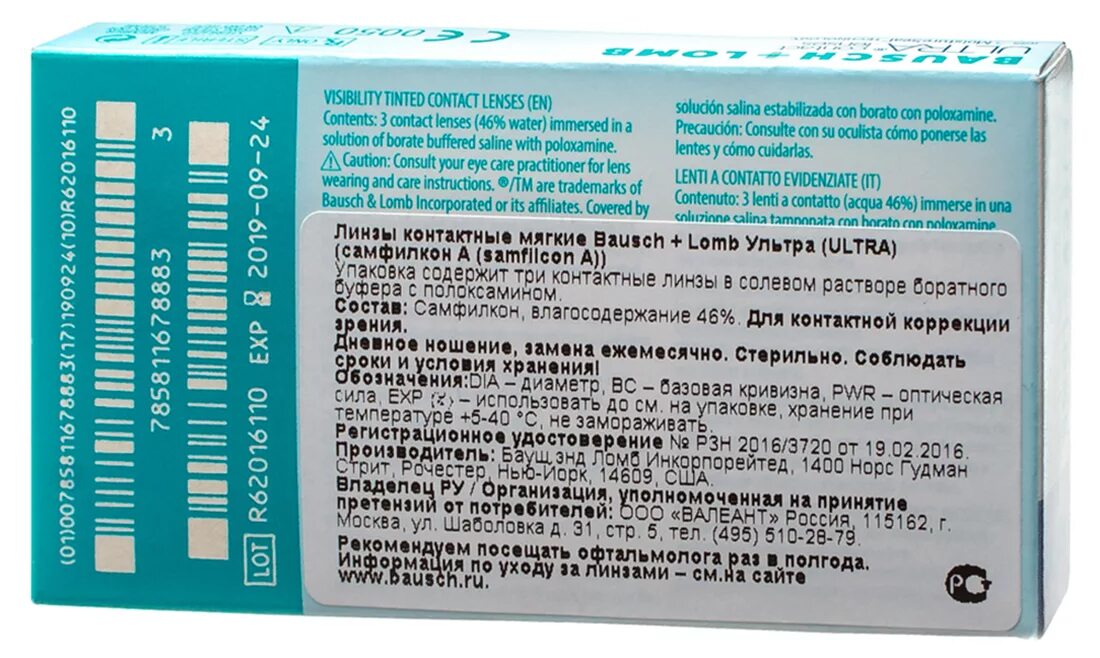 BAUSCH + LOMB
ULTRA
CE 0050
ONLY
VISIBILITY TINTED CONTACT LENSES (EN)
Contents: 3 contact lenses (46% water) immersed in a
solution of borate buffered saline with poloxamine.
⚠ Caution: Consult your eye care practitioner for lens
wearing and care instructions. ®/TM are trademarks of
Bausch & Lomb Incorporated or its affiliates. Covered by
solución salina estabilizada con borato con poloxamine.
Precaución: Consulte con su oculista cómo ponerse las
lentes y cómo cuidarlas.
LENTI A CONTATTO EVIDENZIATE (IT)
Contenuto: 3 lenti a contatto (acqua 46%) immerse in una
soluzione salina tamponata con borato con poloxamine.
(01)00785811678883(17)190924(10)R62016110
785811678883 3
LOT R62016110 EXP 2019-09-24
Линзы контактные мягкие Bausch + Lomb Ультра (ULTRA)
(самфилкон А (samfilcon A))
Упаковка содержит три контактные линзы в солевом растворе боратного
буфера с полоксамином.
Состав: Самфилкон, влагосодержание 46%. Для контактной коррекции
зрения.
Дневное ношение, замена ежемесячно. Стерильно. Соблюдать
сроки и условия хранения!
Обозначения:DIA – диаметр, BC – базовая кривизна, PWR – оптическая
сила, EXP (⌛) – использовать до см. на упаковке, хранение при
температуре +5-40 °C, не замораживать.
Регистрационное удостоверение № РЗН 2016/3720 от 19.02.2016.
Производитель: Бауш энд Ломб Инкорпорейтед, 1400 Норс Гудман
Стрит, Рочестер, Нью-Йорк, 14609, США.
Владелец РУ / Организация, уполномоченная на принятие
претензий от потребителей: ООО «ВАЛЕАНТ» Россия, 115162, г.
Москва, ул. Шаболовка д. 31, стр. 5, тел. (495) 510-28-79.
Рекомендуем посещать офтальмолога раз в полгода.
Информация по уходу за линзами – см.на сайте
www.bausch.ru.